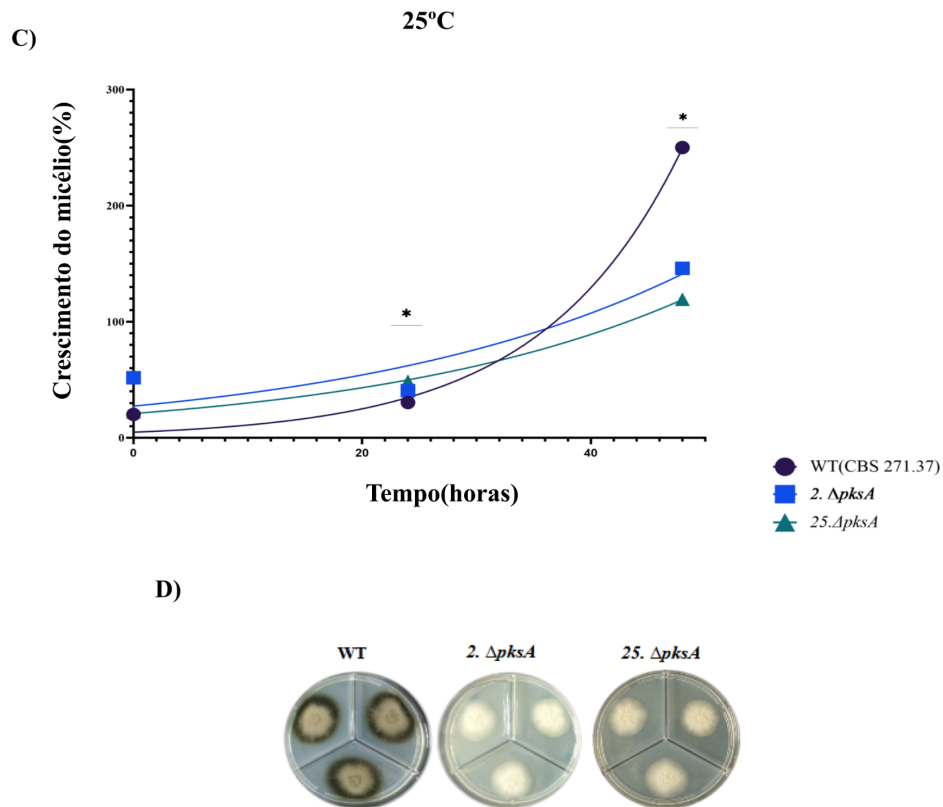 25ºC
C)
Crescimento do micélio(%)
300
200
100
0
*
*
0
20
40
Tempo(horas)
WT(CBS 271.37)
2. ΔpksA
25.ΔpksA
D)
WT
2. ΔpksA
25. ΔpksA